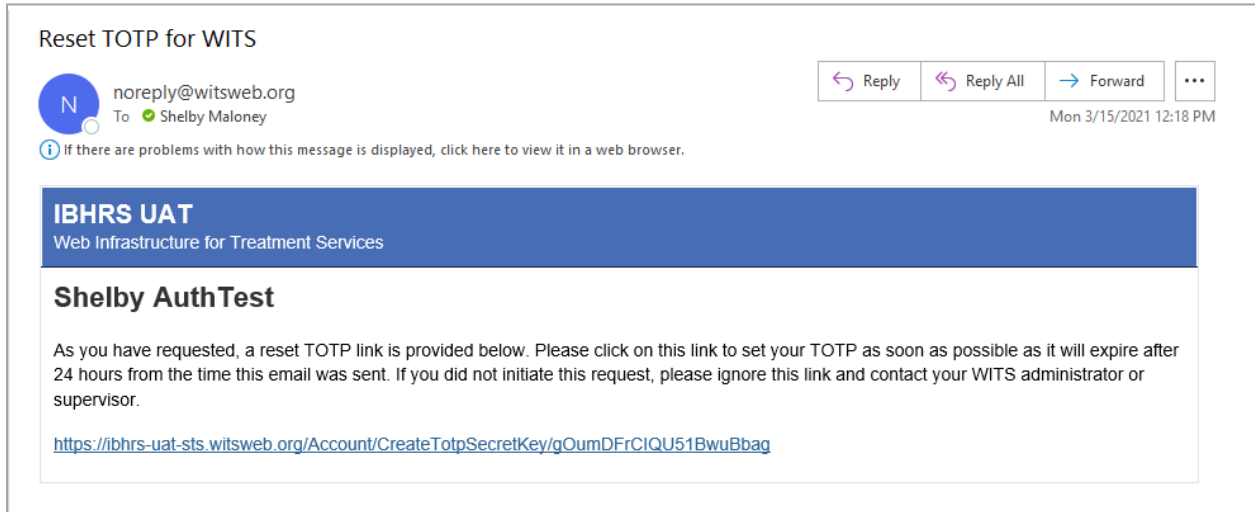 Reset TOTP for WITS
N
noreply@witsweb.org
To Shelby Maloney
Reply
Reply All
Forward
...
Mon 3/15/2021 12:18 PM
If there are problems with how this message is displayed, click here to view it in a web browser.
IBHRS UAT
Web Infrastructure for Treatment Services
Shelby AuthTest
As you have requested, a reset TOTP link is provided below. Please click on this link to set your TOTP as soon as possible as it will expire after
24 hours from the time this email was sent. If you did not initiate this request, please ignore this link and contact your WITS administrator or
supervisor.
https://ibhrs-uat-sts.witsweb.org/Account/CreateTotpSecretKey/gOumDFrCIQU51BwuBbag